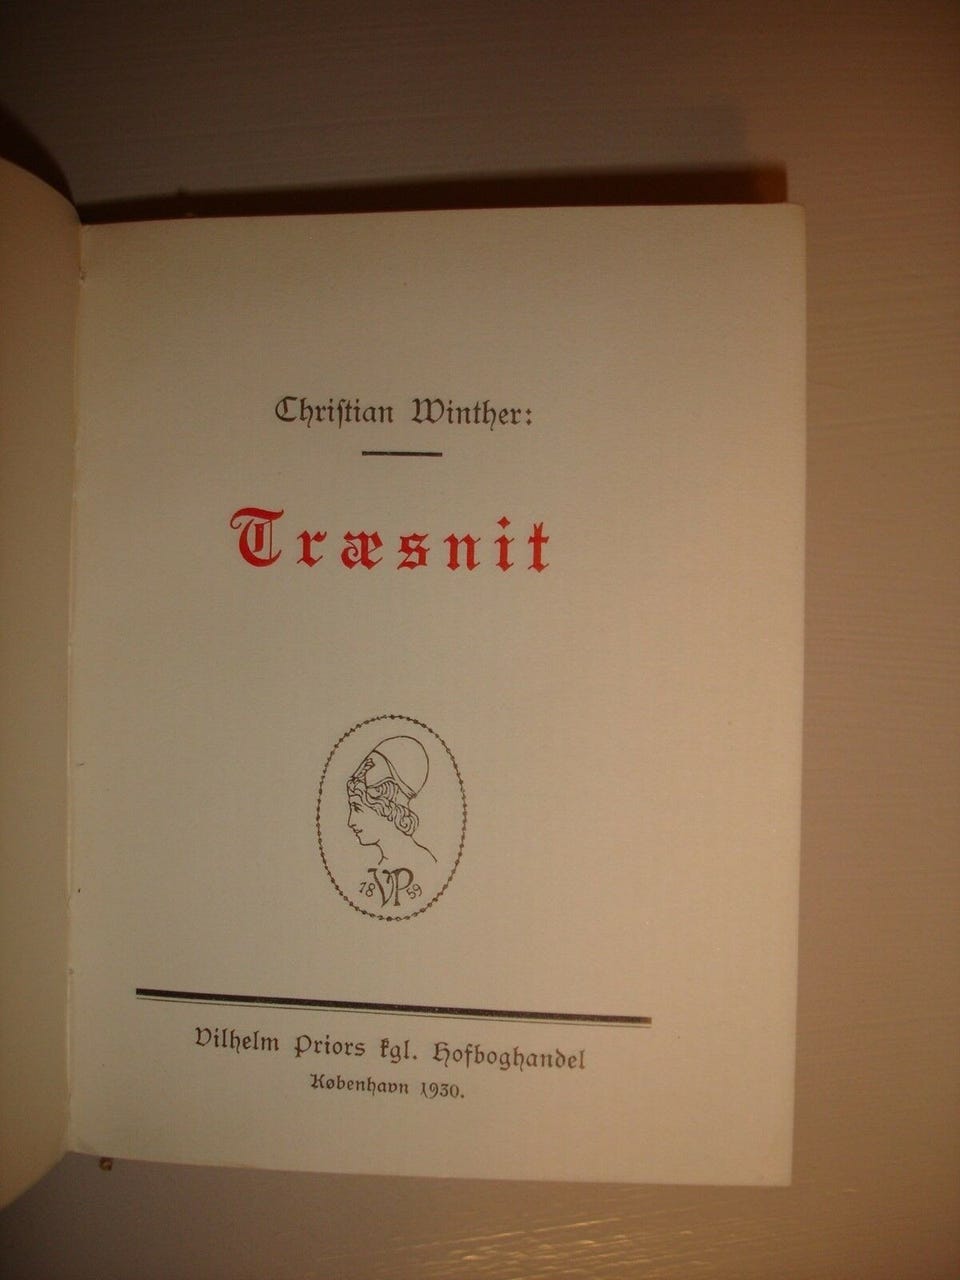 Chriſtian Winther:
Træsnit
18 VP 59
Vilhelm Priors kgl. Hofboghandel
København 1930.